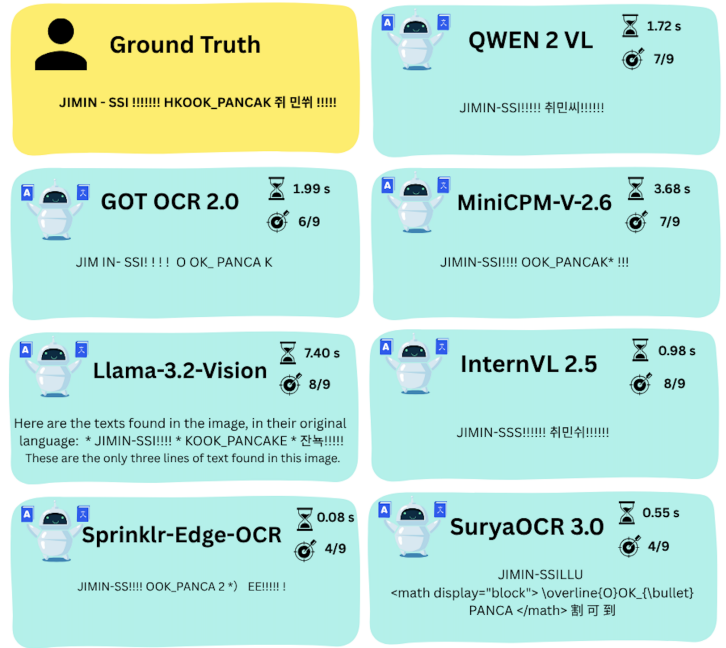 Ground Truth
JIMIN - SSI !!!!!!! HKOOK_PANCAK 쥐 민쒸 !!!!!
QWEN 2 VL
1.72 s
7/9
JIMIN-SSI!!!!! 취민씨!!!!!!
GOT OCR 2.0
1.99 s
6/9
JIM IN- SSI! ! ! !  O OK_ PANCA K
MiniCPM-V-2.6
3.68 s
7/9
JIMIN-SSI!!!! OOK_PANCAK* !!!
Llama-3.2-Vision
7.40 s
8/9
Here are the texts found in the image, in their original
language:  * JIMIN-SSI!!!! * KOOK_PANCAKE * 잔뇩!!!!!
These are the only three lines of text found in this image.
InternVL 2.5
0.98 s
8/9
JIMIN-SSS!!!!!! 취민쉬!!!!!!
Sprinklr-Edge-OCR
0.08 s
4/9
JIMIN-SS!!!! OOK_PANCA 2 *)  EE!!!!! !
SuryaOCR 3.0
0.55 s
4/9
JIMIN-SSILLU
<math display="block"> \overline{O}OK_{\bullet}
PANCA </math> 割 可 到